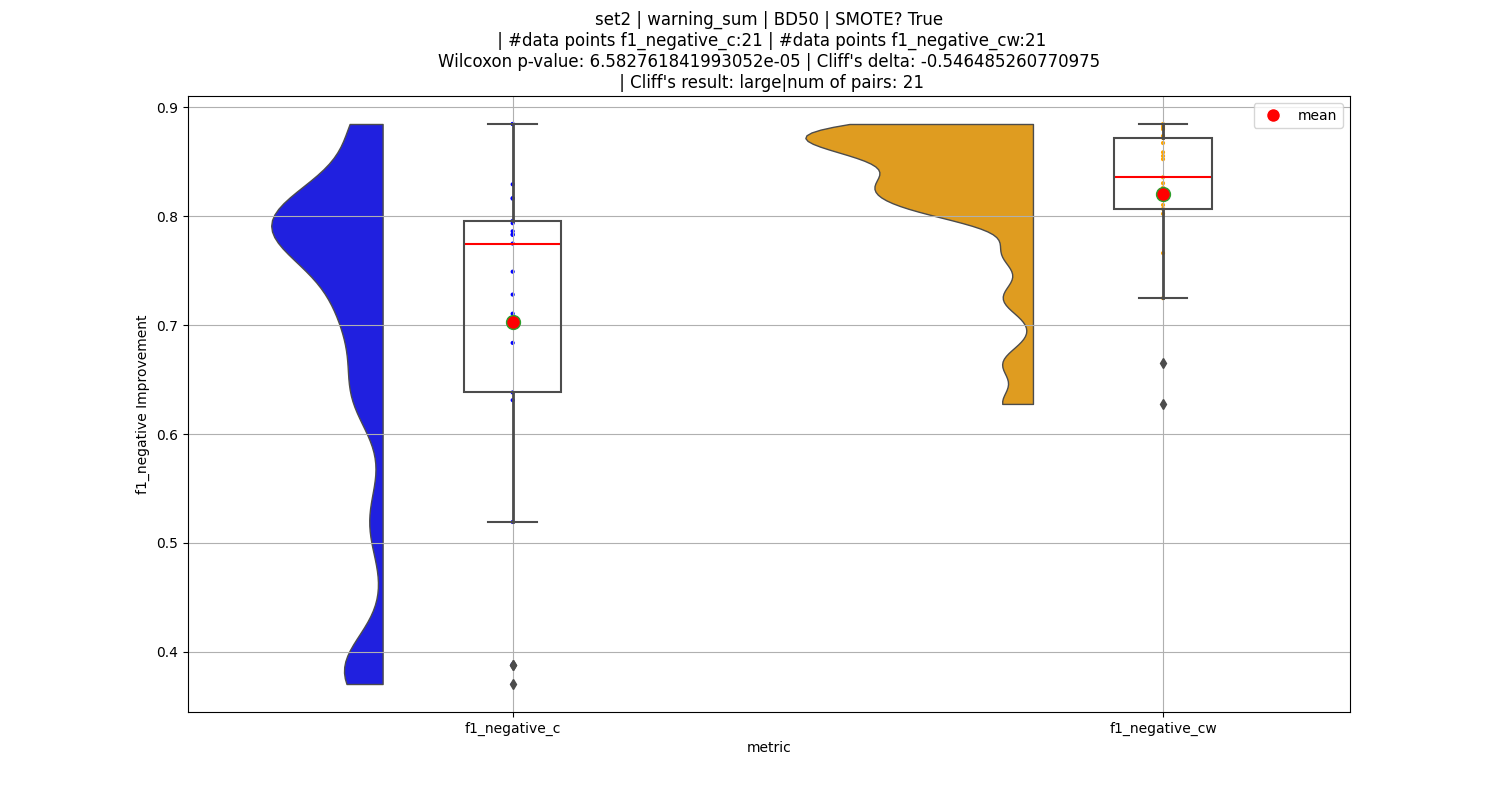 set2 | warning_sum | BD50 | SMOTE? True
| #data points f1_negative_c:21 | #data points f1_negative_cw:21
Wilcoxon p-value: 6.582761841993052e-05 | Cliff's delta: -0.546485260770975
| Cliff's result: large|num of pairs: 21
mean
0.9
0.8
0.7
0.6
0.5
0.4
f1_negative Improvement
f1_negative_c
f1_negative_cw
metric